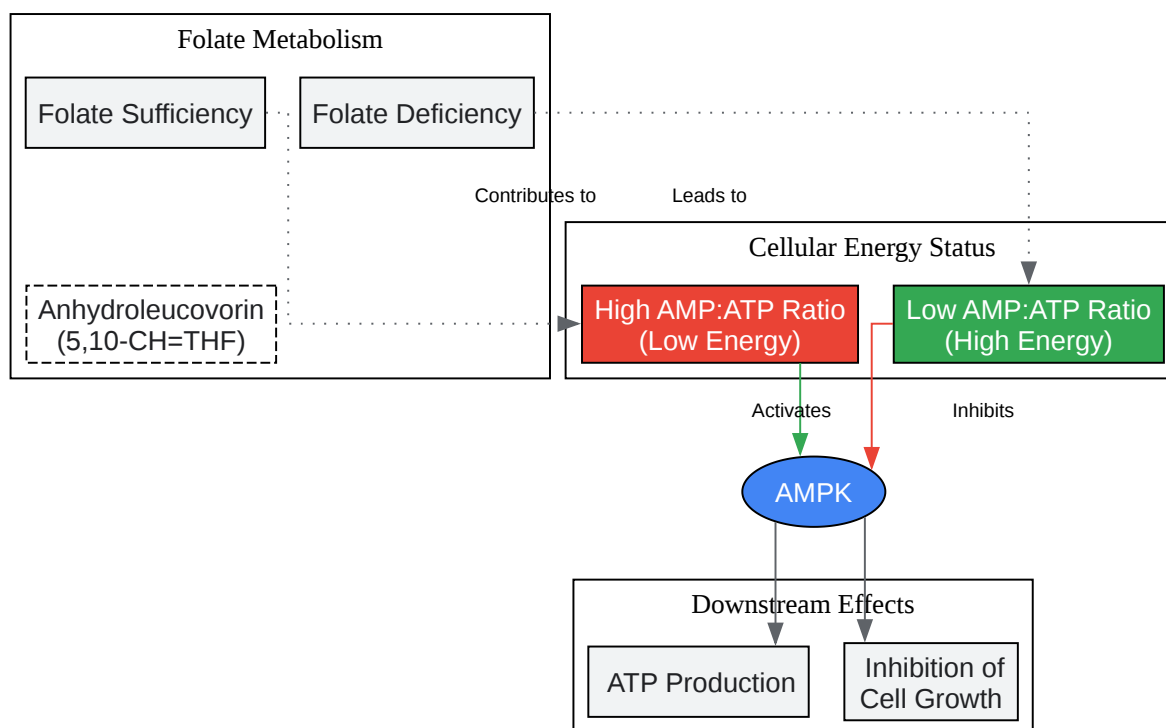 Folate Metabolism
Folate Sufficiency
Folate Deficiency
Contributes to
Leads to
Cellular Energy Status
Anhydroleucovorin
(5,10-CH=THF)
High AMP:ATP Ratio
(Low Energy)
Low AMP:ATP Ratio
(High Energy)
Activates
Inhibits
AMPK
Downstream Effects
ATP Production
Inhibition of
Cell Growth